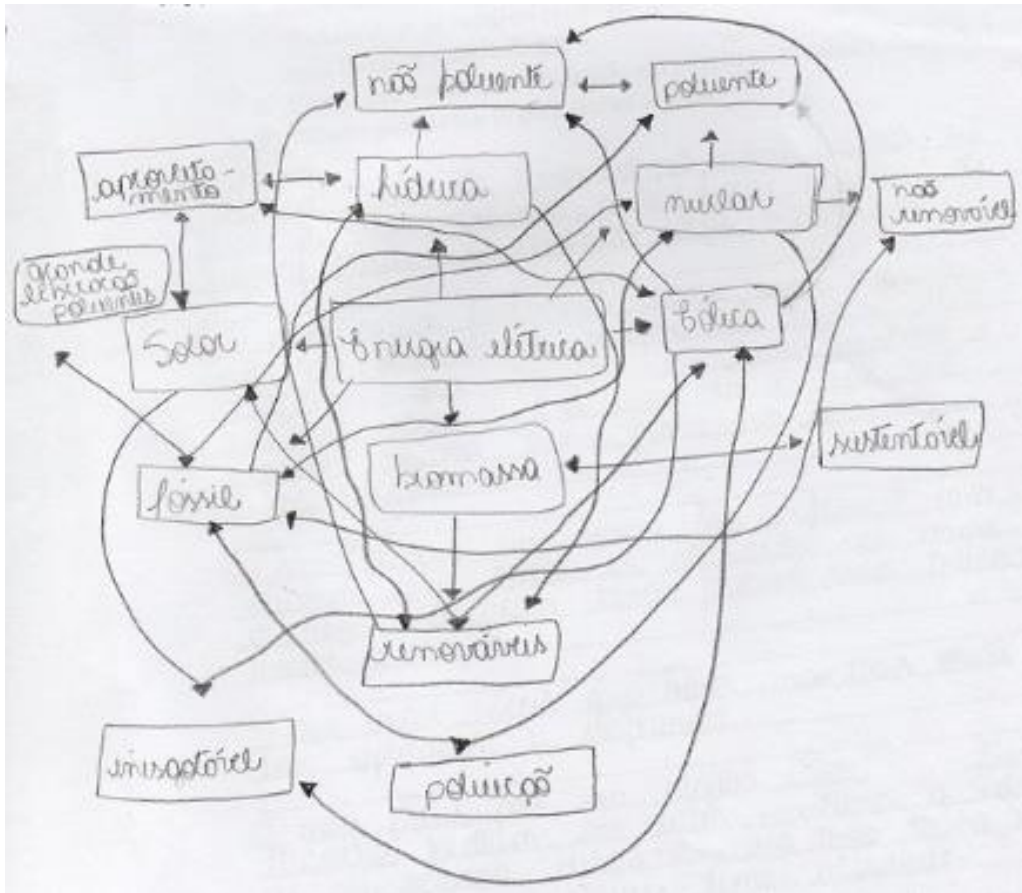 não poluente
poluente
aproveita-
mento
hídrica
nuclear
não
renovável
grande
liberação
poluentes
Solar
Energia elétrica
Eólica
sustentável
fóssil
biomassa
renováveis
inesgotável
poluição